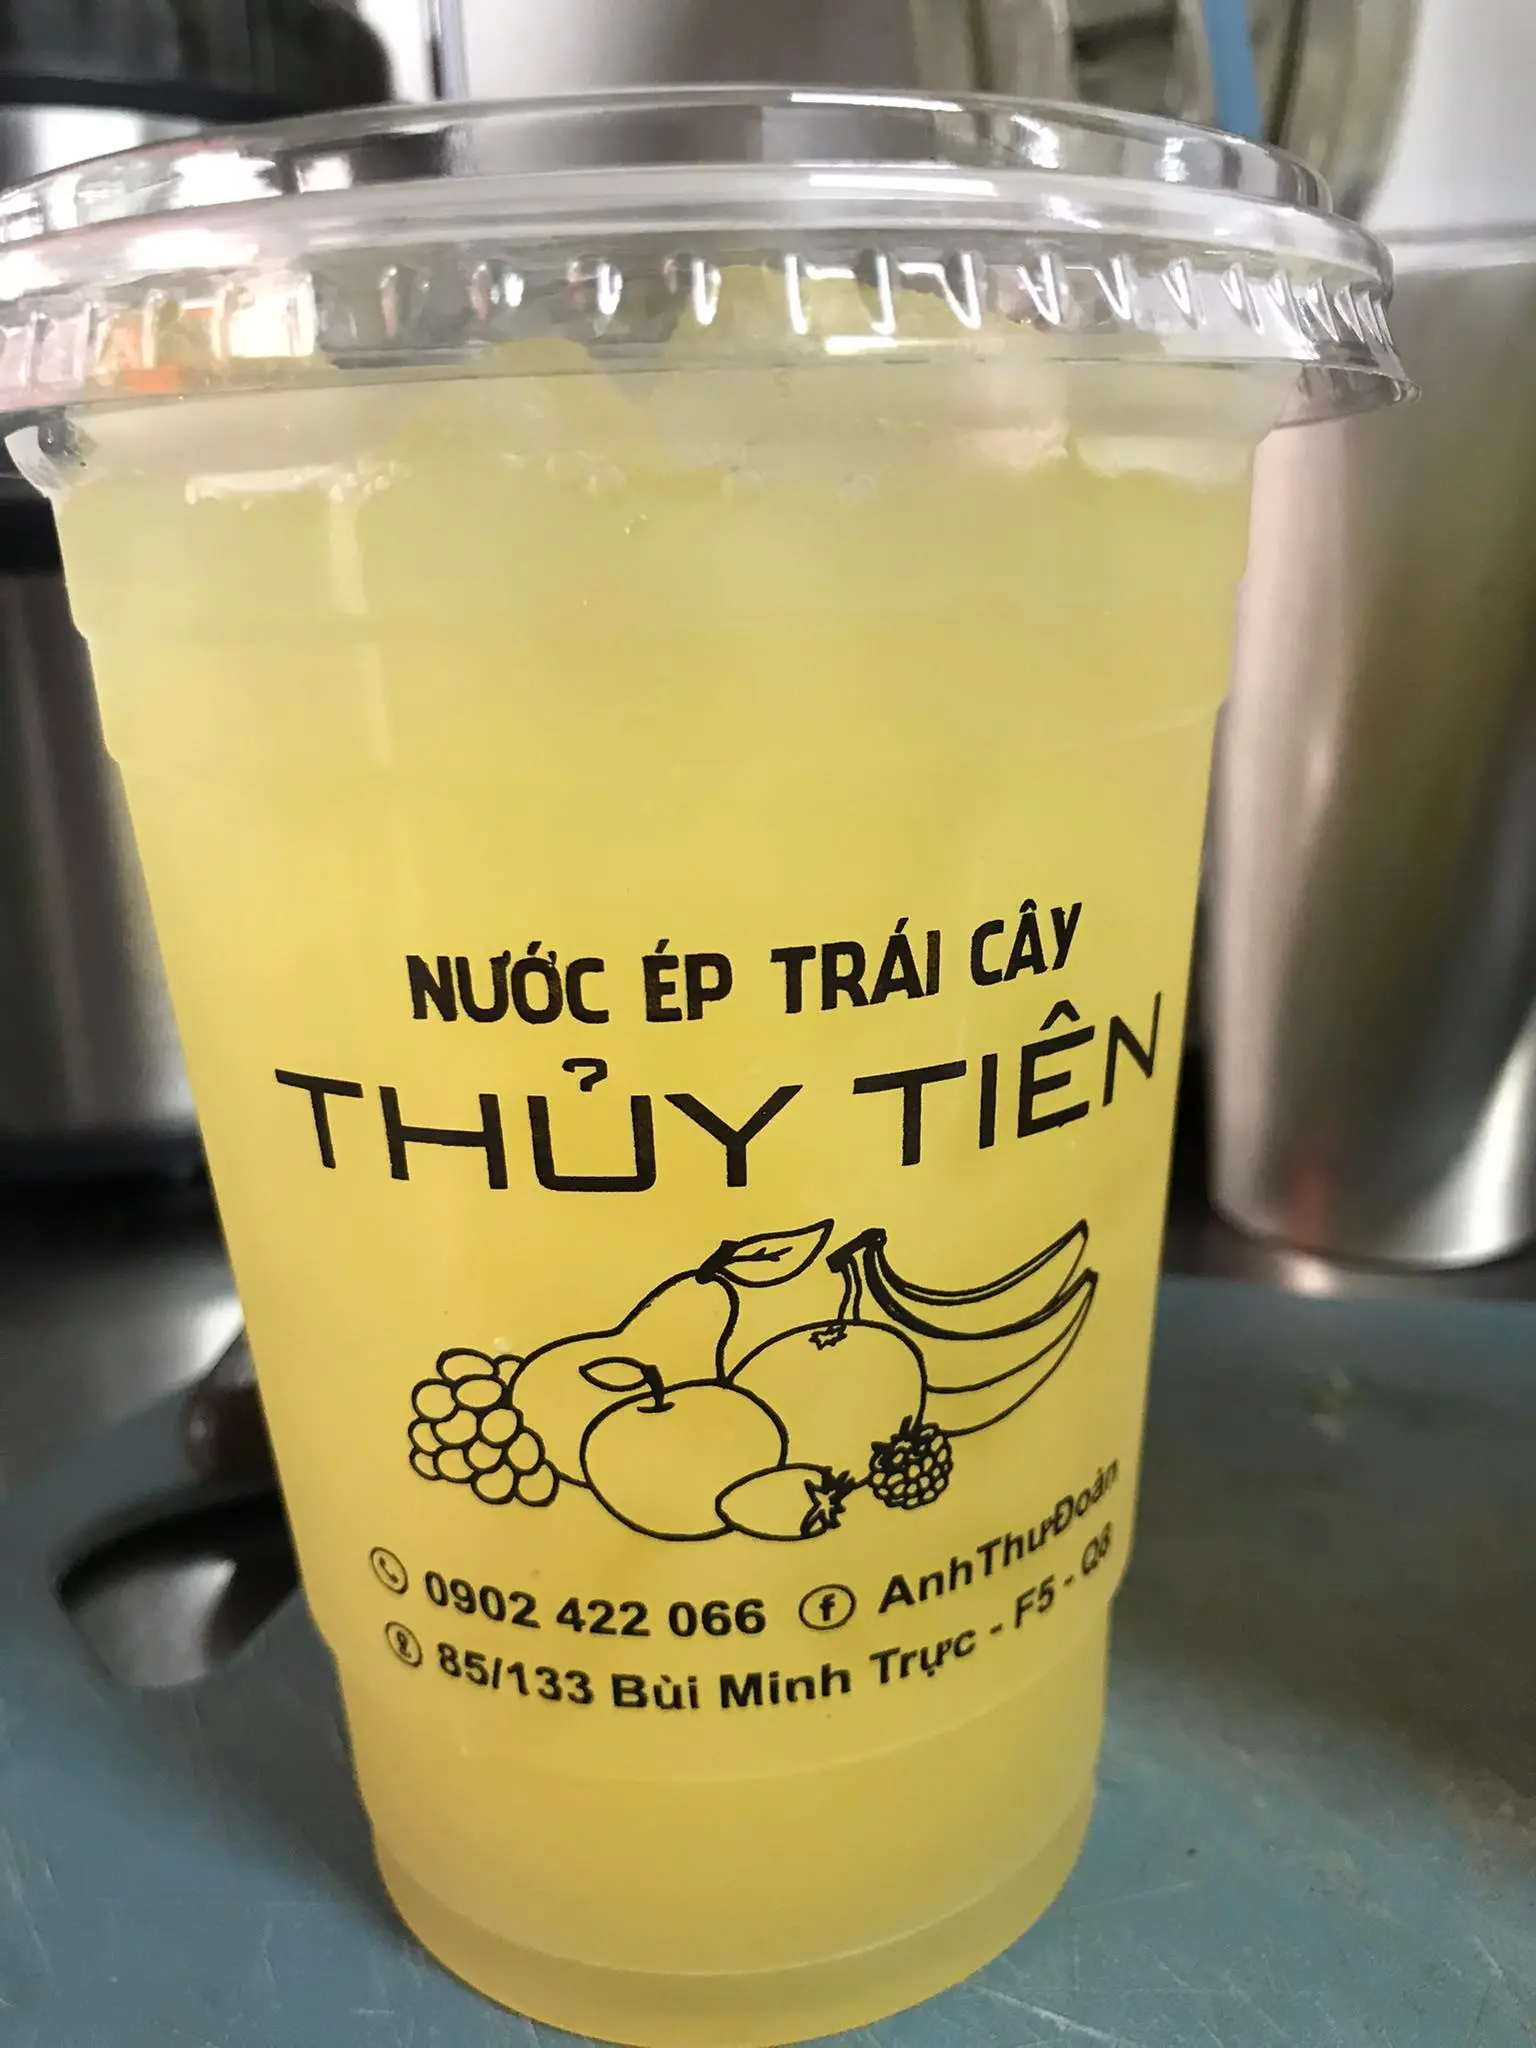 NƯỚC ÉP TRÁI CÂY
THỦY TIÊN
0902 422 066 AnhThưĐoàn
85/133 Bùi Minh Trực - F5 - Q8